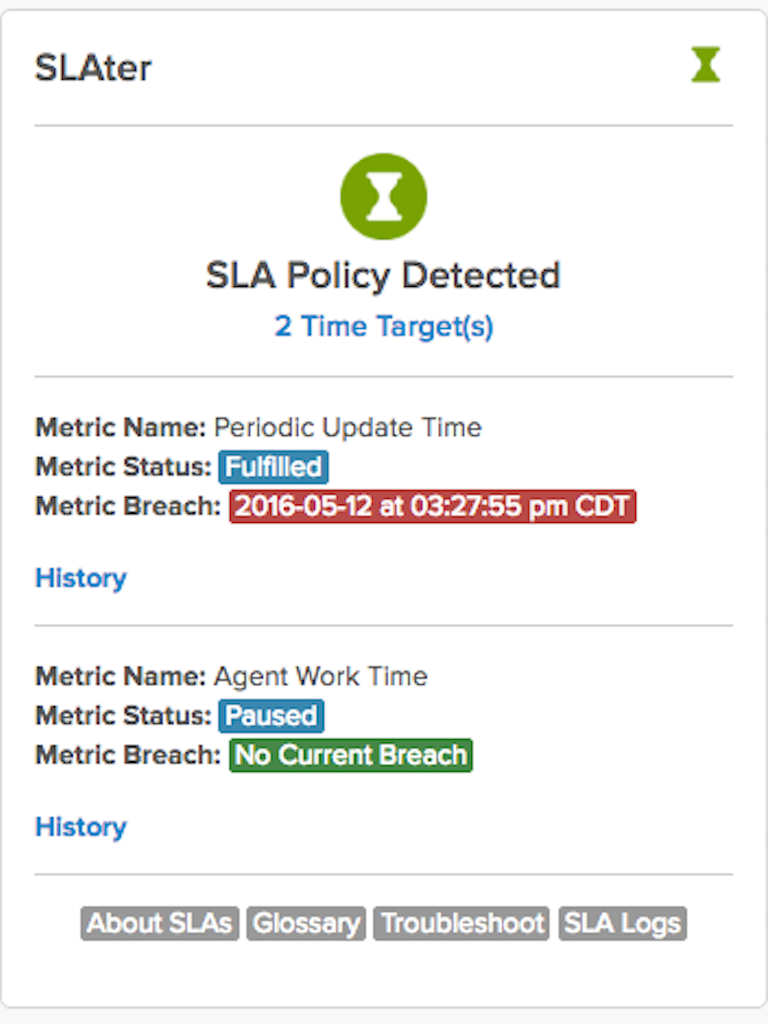 SLAter
SLA Policy Detected
2 Time Target(s)
Metric Name: Periodic Update Time
Metric Status: Fulfilled
Metric Breach: 2016-05-12 at 03:27:55 pm CDT
History
Metric Name: Agent Work Time
Metric Status: Paused
Metric Breach: No Current Breach
History
About SLAs Glossary Troubleshoot SLA Logs